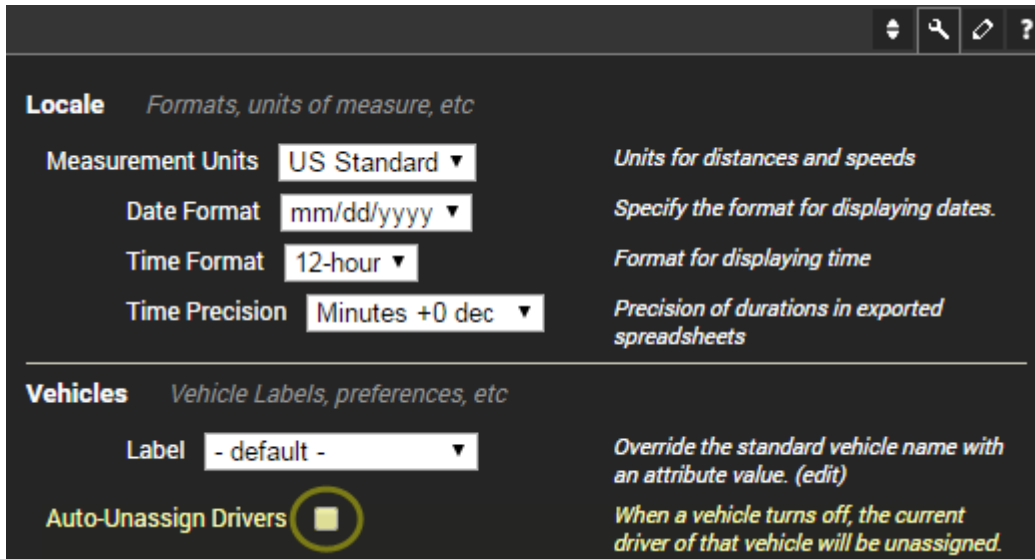 ?
Locale Formats, units of measure, etc
Measurement Units US Standard Units for distances and speeds
Date Format mm/dd/yyyy Specify the format for displaying dates.
Time Format 12-hour Format for displaying time
Time Precision Minutes +0 dec Precision of durations in exported
spreadsheets
Vehicles Vehicle Labels, preferences, etc
Label - default - Override the standard vehicle name with
an attribute value. (edit)
Auto-Unassign Drivers When a vehicle turns off, the current
driver of that vehicle will be unassigned.